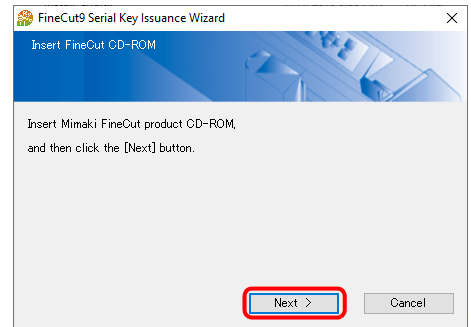 FineCut9 Serial Key Issuance Wizard
Insert FineCut CD-ROM
Insert Mimaki FineCut product CD-ROM,
and then click the [Next] button.
Next >
Cancel